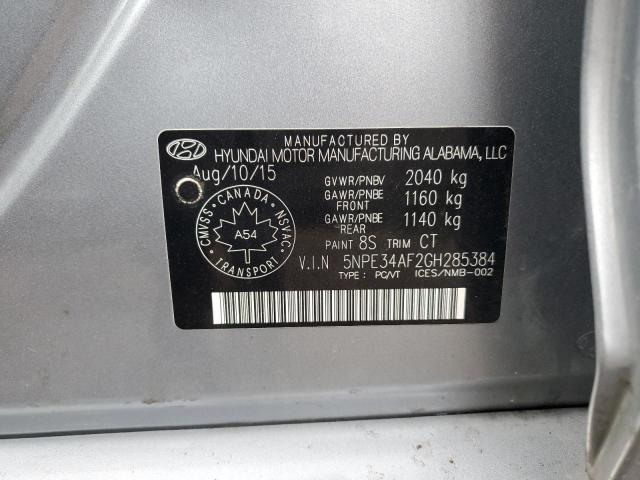 MANUFACTURED BY
HYUNDAI MOTOR MANUFACTURING ALABAMA, LLC
Aug/10/15
GVWR/PNBV 2040 kg
GAWR/PNBE FRONT 1160 kg
GAWR/PNBE REAR 1140 kg
PAINT 8S TRIM CT
CANADA
CMVSS
NSVAC
A54
TRANSPORT
V.I.N 5NPE34AF2GH285384
TYPE : PC/VT ICES/NMB-002